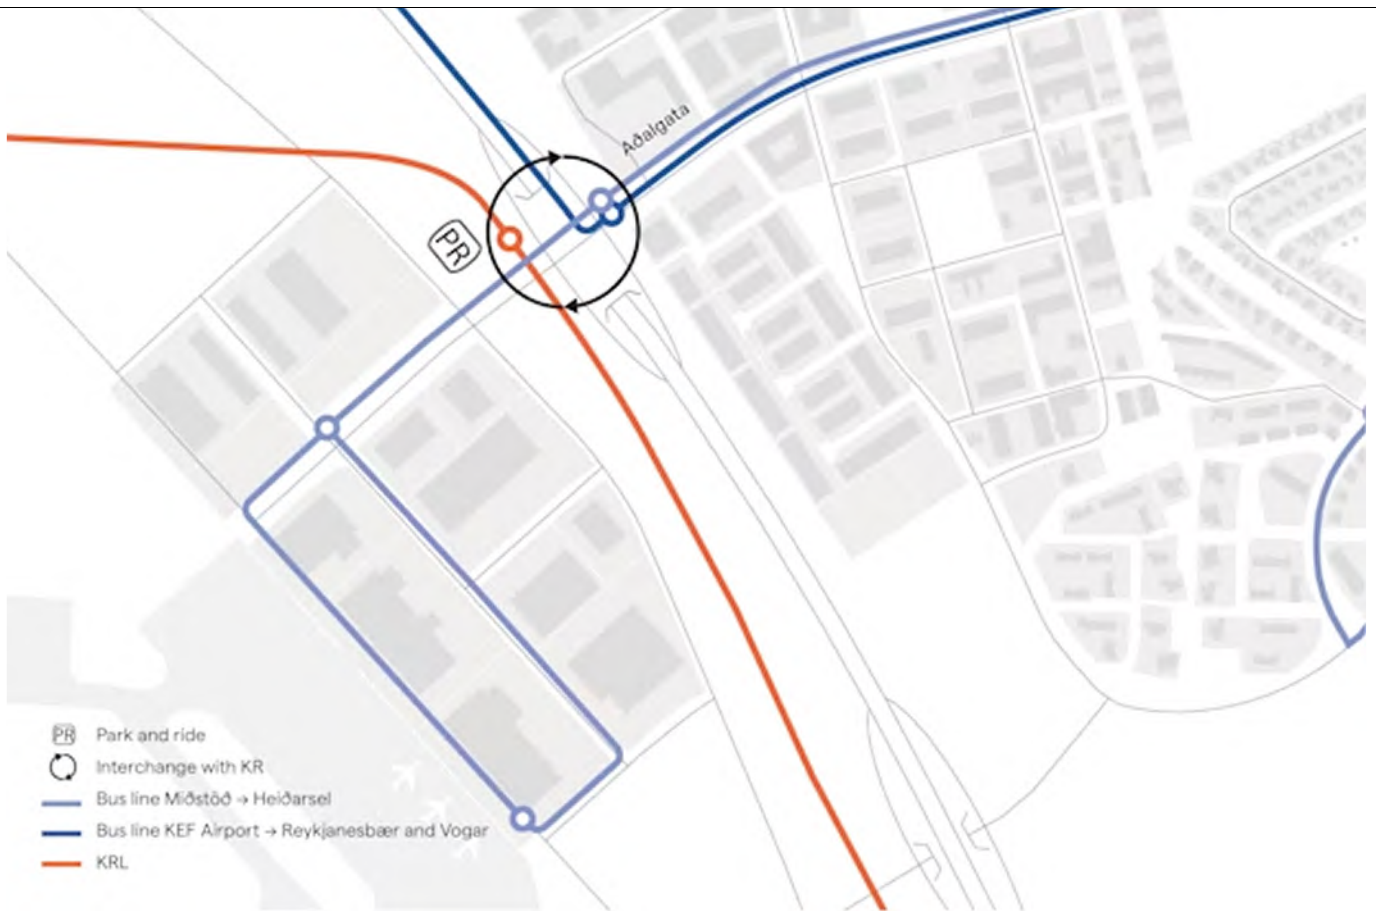 Aðalgata
PR
PR Park and ride
Interchange with KR
Bus line Miðstöð → Heiðarsel
Bus line KEF Airport → Reykjanesbær and Vogar
KRL